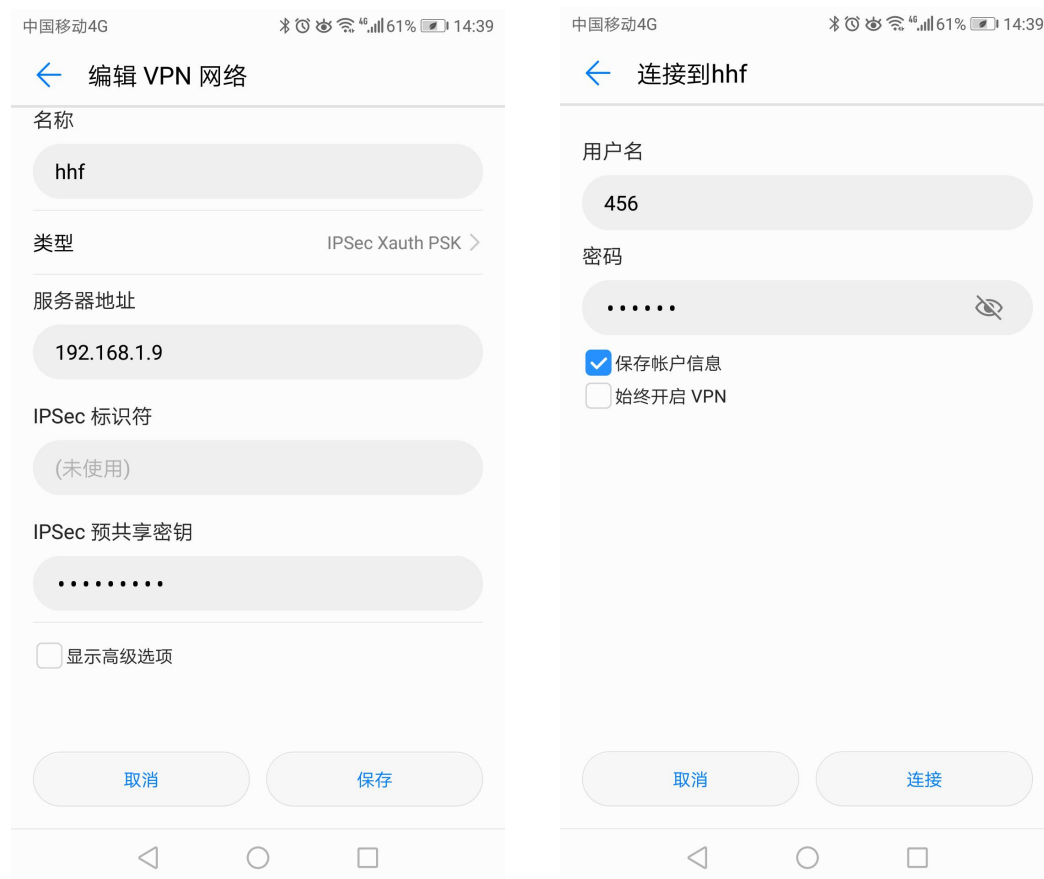 中国移动4G 4G 61% 14:39
编辑 VPN 网络
名称
hhf
类型 IPSec Xauth PSK
服务器地址
192.168.1.9
IPSec 标识符
(未使用)
IPSec 预共享密钥
•••••••••
显示高级选项
取消 保存
中国移动4G 4G 61% 14:39
连接到hhf
用户名
456
密码
••••••
保存帐户信息
始终开启 VPN
取消 连接